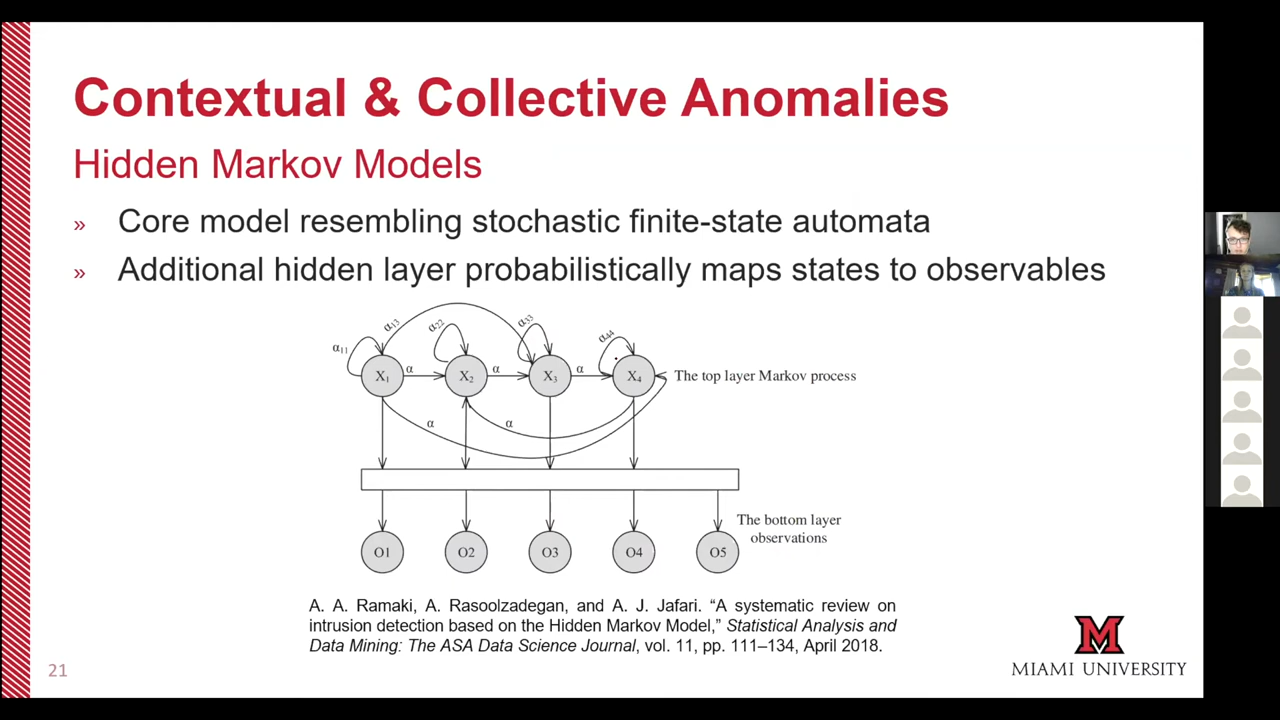 Contextual & Collective Anomalies
Hidden Markov Models
» Core model resembling stochastic finite-state automata
» Additional hidden layer probabilistically maps states to observables
α₁₃
α₂₂
α₃₃
α₄₄
α₁₁
X₁ α X₂ α X₃ α X₄ The top layer Markov process
α α
The bottom layer
observations
O1 O2 O3 O4 O5
A. A. Ramaki, A. Rasoolzadegan, and A. J. Jafari. “A systematic review on
intrusion detection based on the Hidden Markov Model,” Statistical Analysis and
Data Mining: The ASA Data Science Journal, vol. 11, pp. 111–134, April 2018.
21
M
MIAMI UNIVERSITY